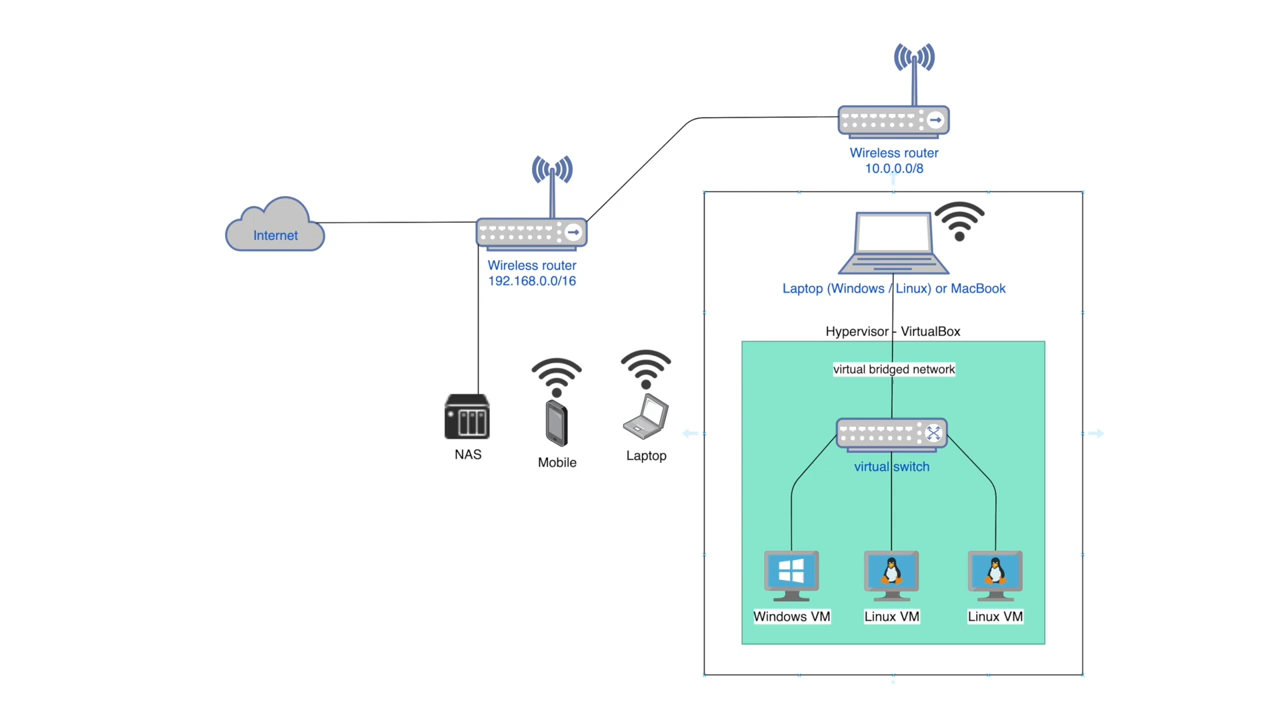 Wireless router
10.0.0.0/8
Internet
Wireless router
192.168.0.0/16
Laptop (Windows / Linux) or MacBook
Hypervisor - VirtualBox
virtual bridged network
NAS
Mobile
Laptop
virtual switch
Windows VM
Linux VM
Linux VM